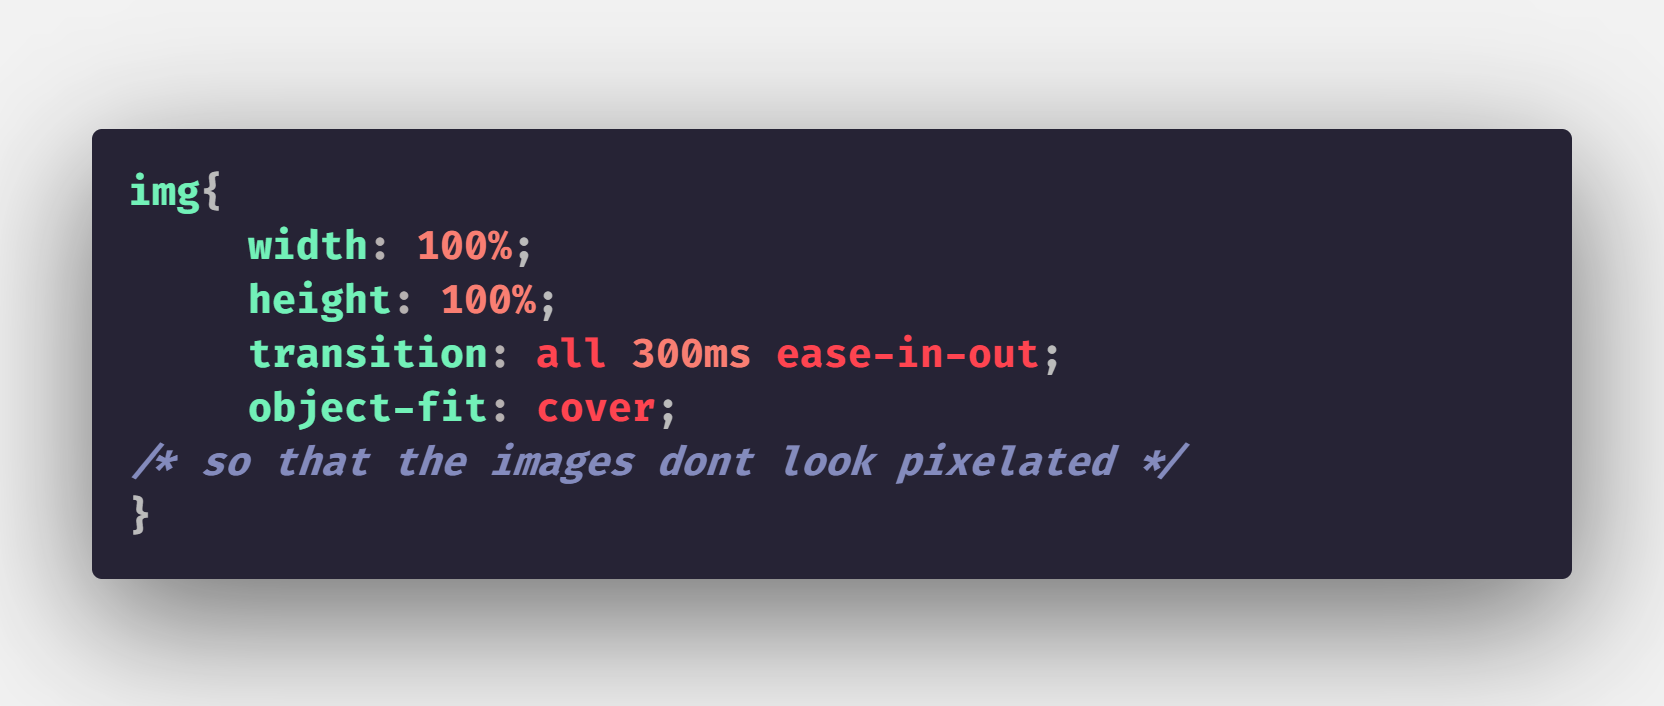 img{
     width: 100%;
     height: 100%;
     transition: all 300ms ease-in-out;
     object-fit: cover;
/* so that the images dont look pixelated */
}